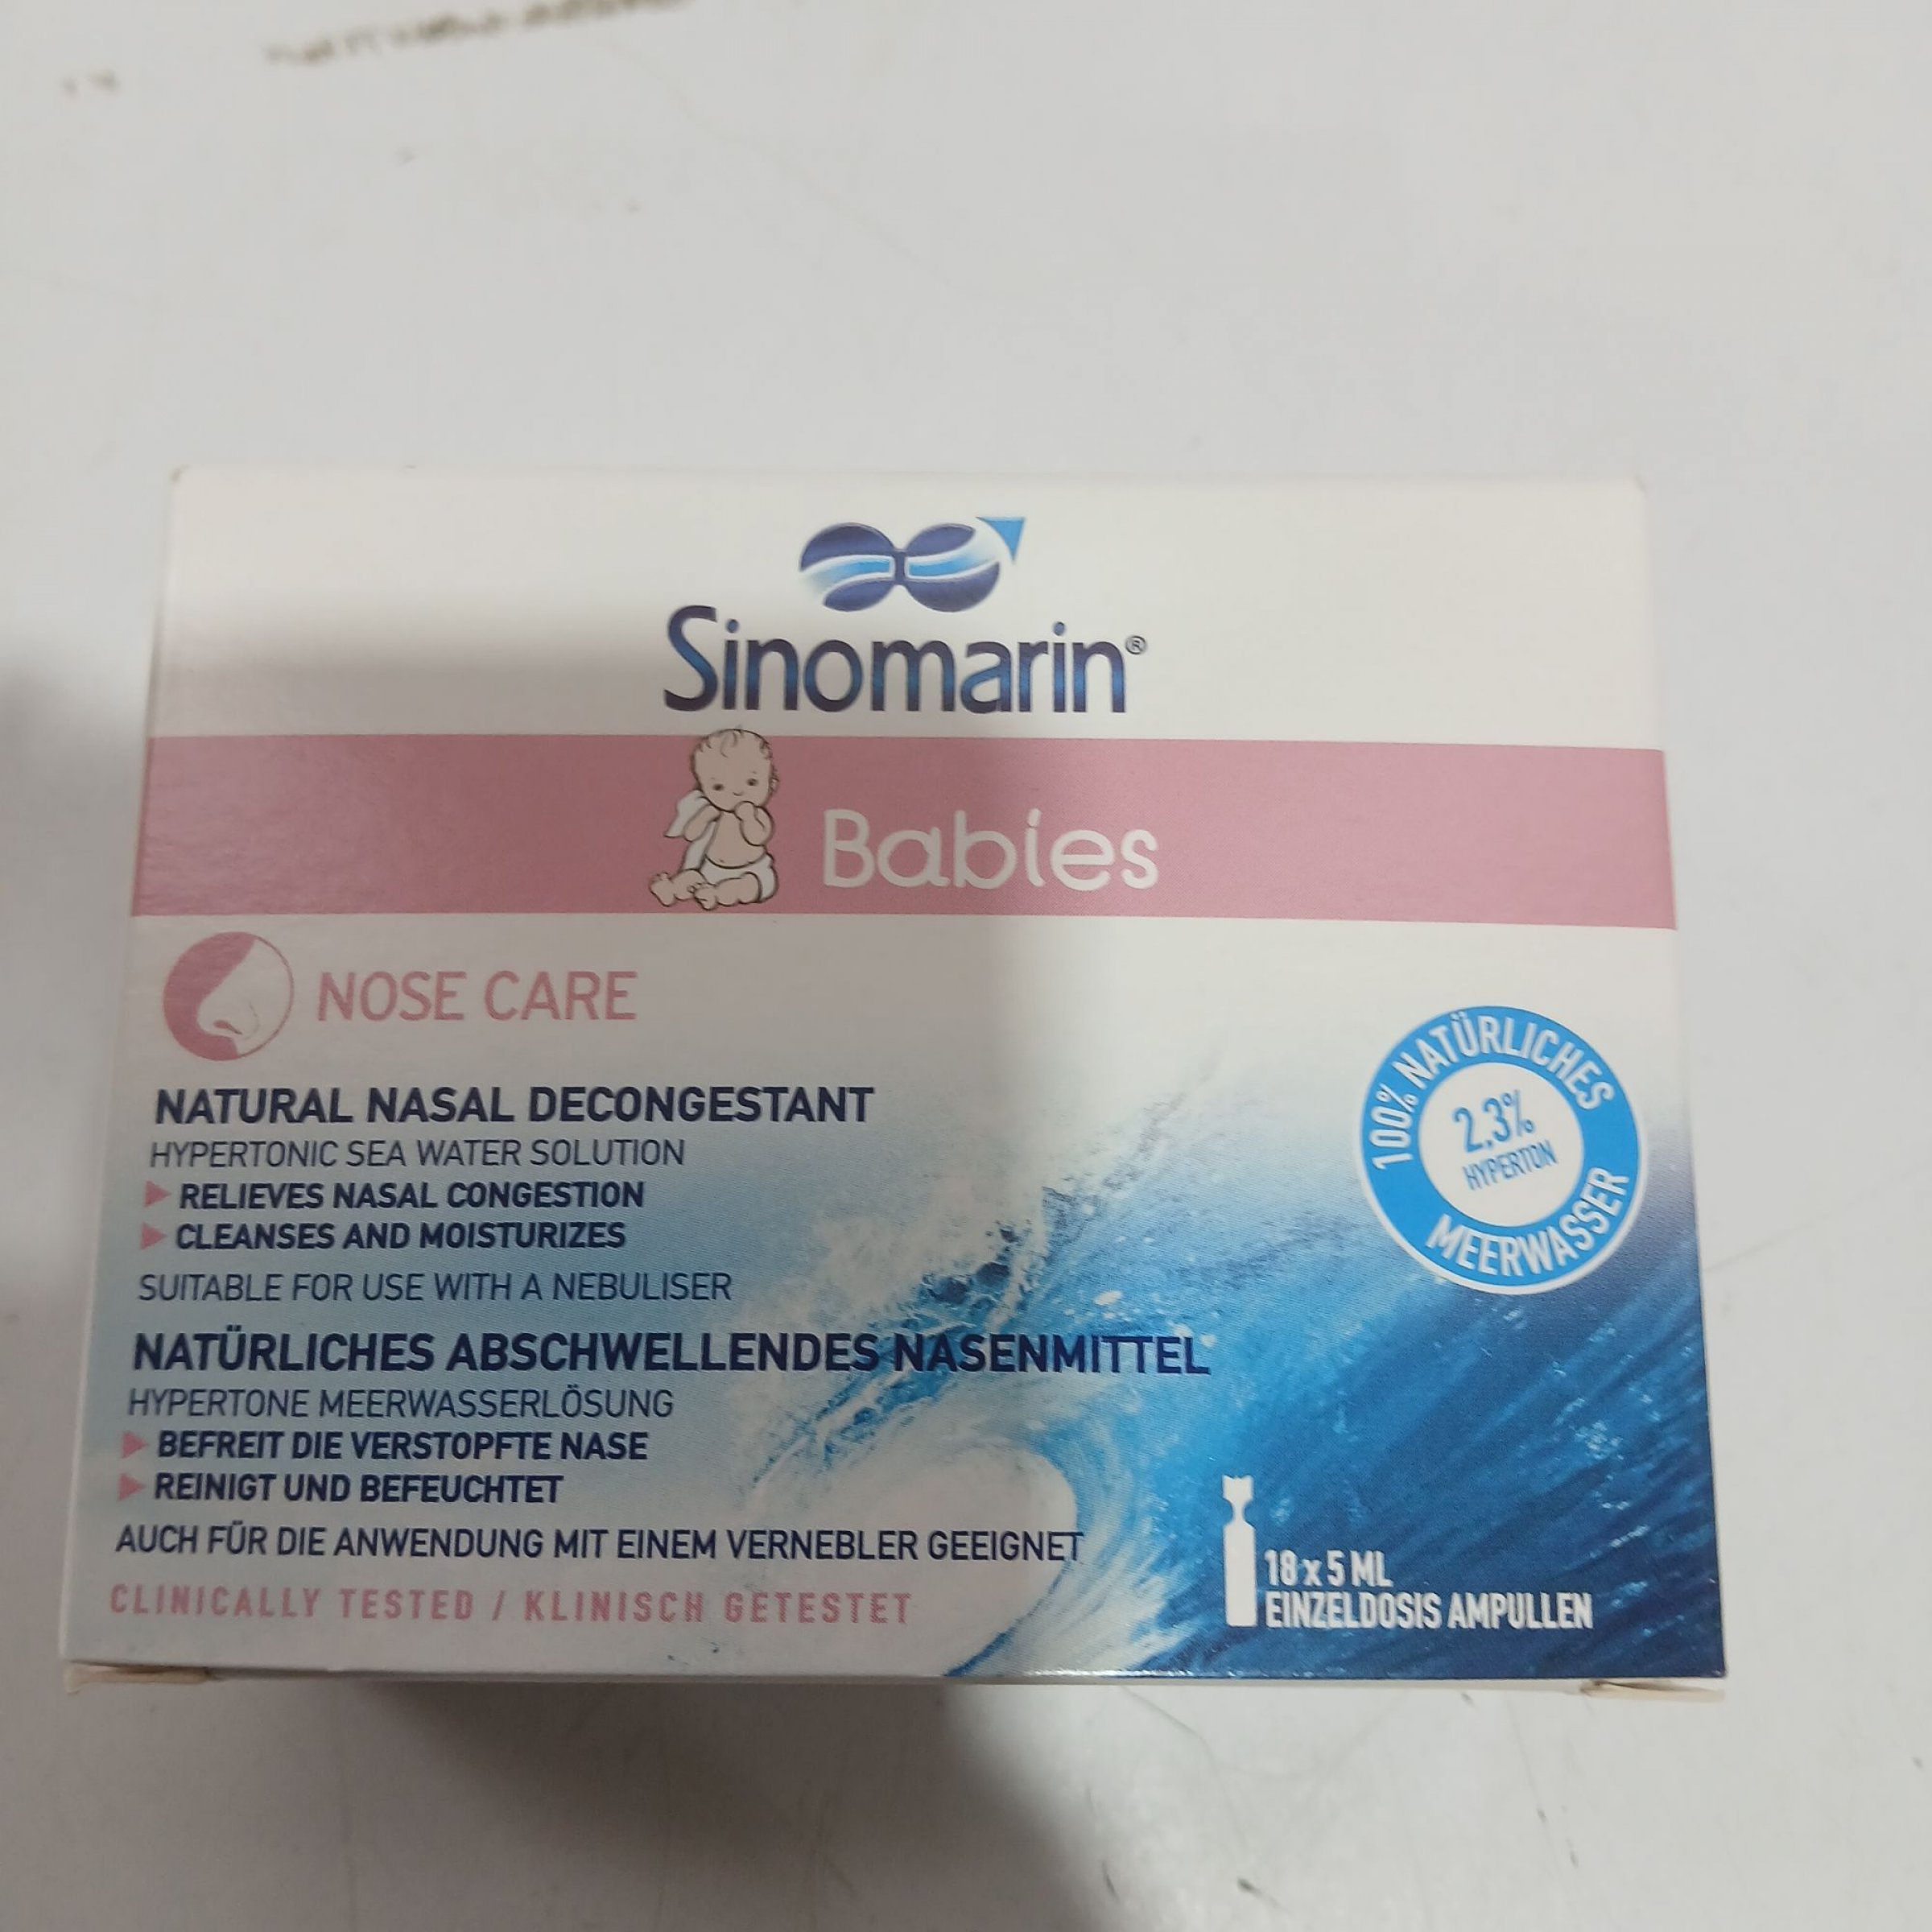 Sinomarin®
Babies
NOSE CARE
NATURAL NASAL DECONGESTANT
HYPERTONIC SEA WATER SOLUTION
RELIEVES NASAL CONGESTION
CLEANSES AND MOISTURIZES
SUITABLE FOR USE WITH A NEBULISER
100% NATÜRLICHES
2,3%
HYPERTON
MEERWASSER
NATÜRLICHES ABSCHWELLENDES NASENMITTEL
HYPERTONE MEERWASSERLÖSUNG
BEFREIT DIE VERSTOPFTE NASE
REINIGT UND BEFEUCHTET
AUCH FÜR DIE ANWENDUNG MIT EINEM VERNEBLER GEEIGNET
CLINICALLY TESTED / KLINISCH GETESTET
18 x 5 ML
EINZELDOSIS AMPULLEN